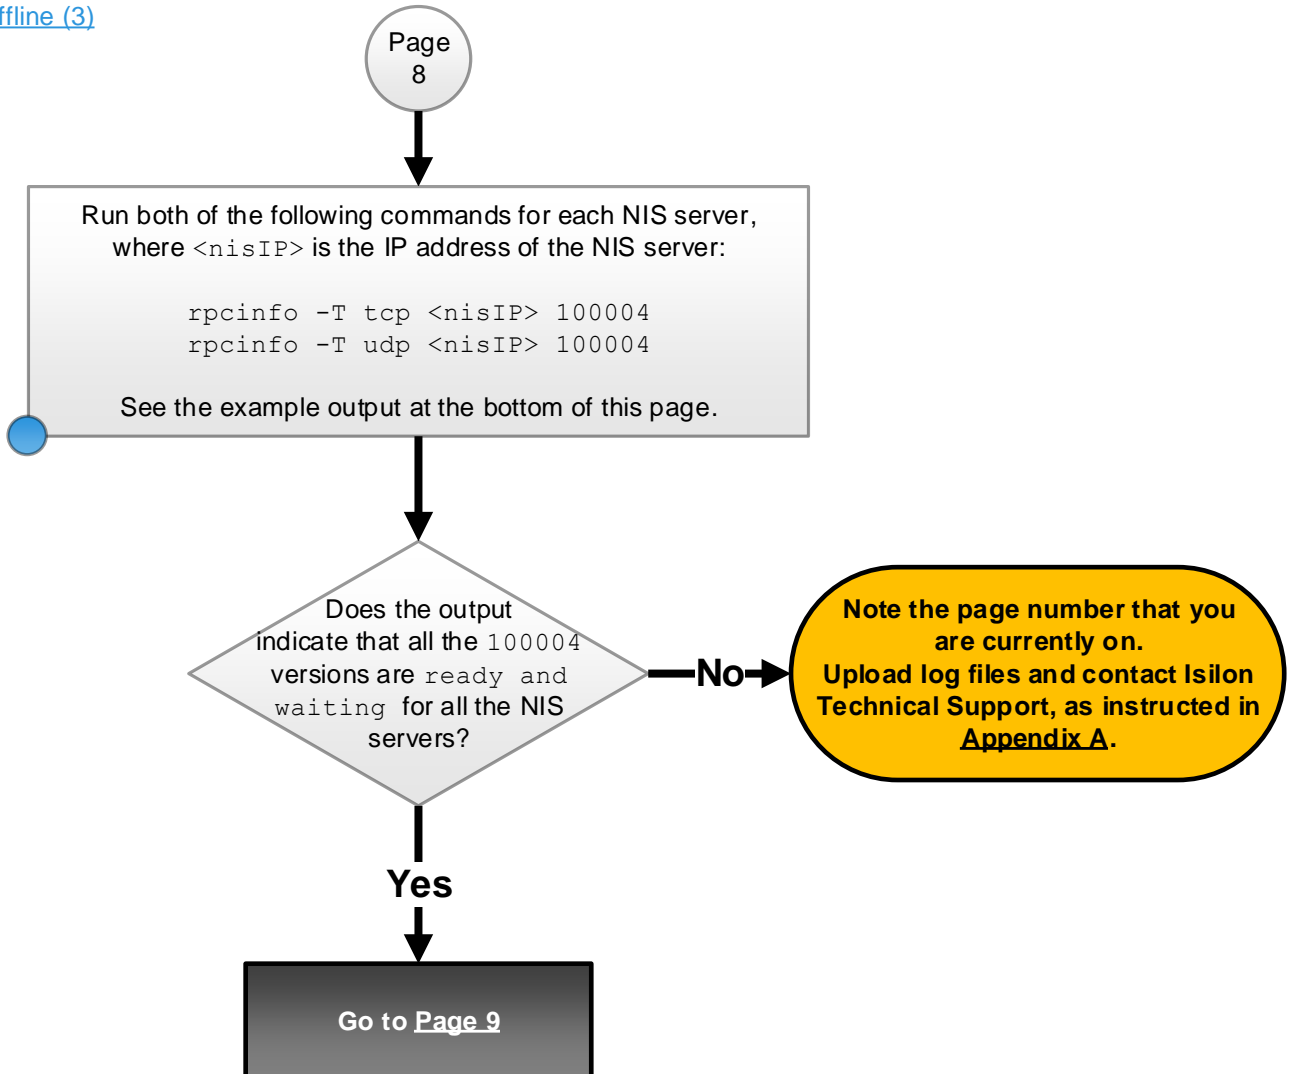 ffline (3)
Page
8
Run both of the following commands for each NIS server,
where <nisIP> is the IP address of the NIS server:
rpcinfo -T tcp <nisIP> 100004
rpcinfo -T udp <nisIP> 100004
See the example output at the bottom of this page.
Does the output
indicate that all the 100004
versions are ready and
waiting for all the NIS
servers?
No
Note the page number that you
are currently on.
Upload log files and contact Isilon
Technical Support, as instructed in
Appendix A.
Yes
Go to Page 9